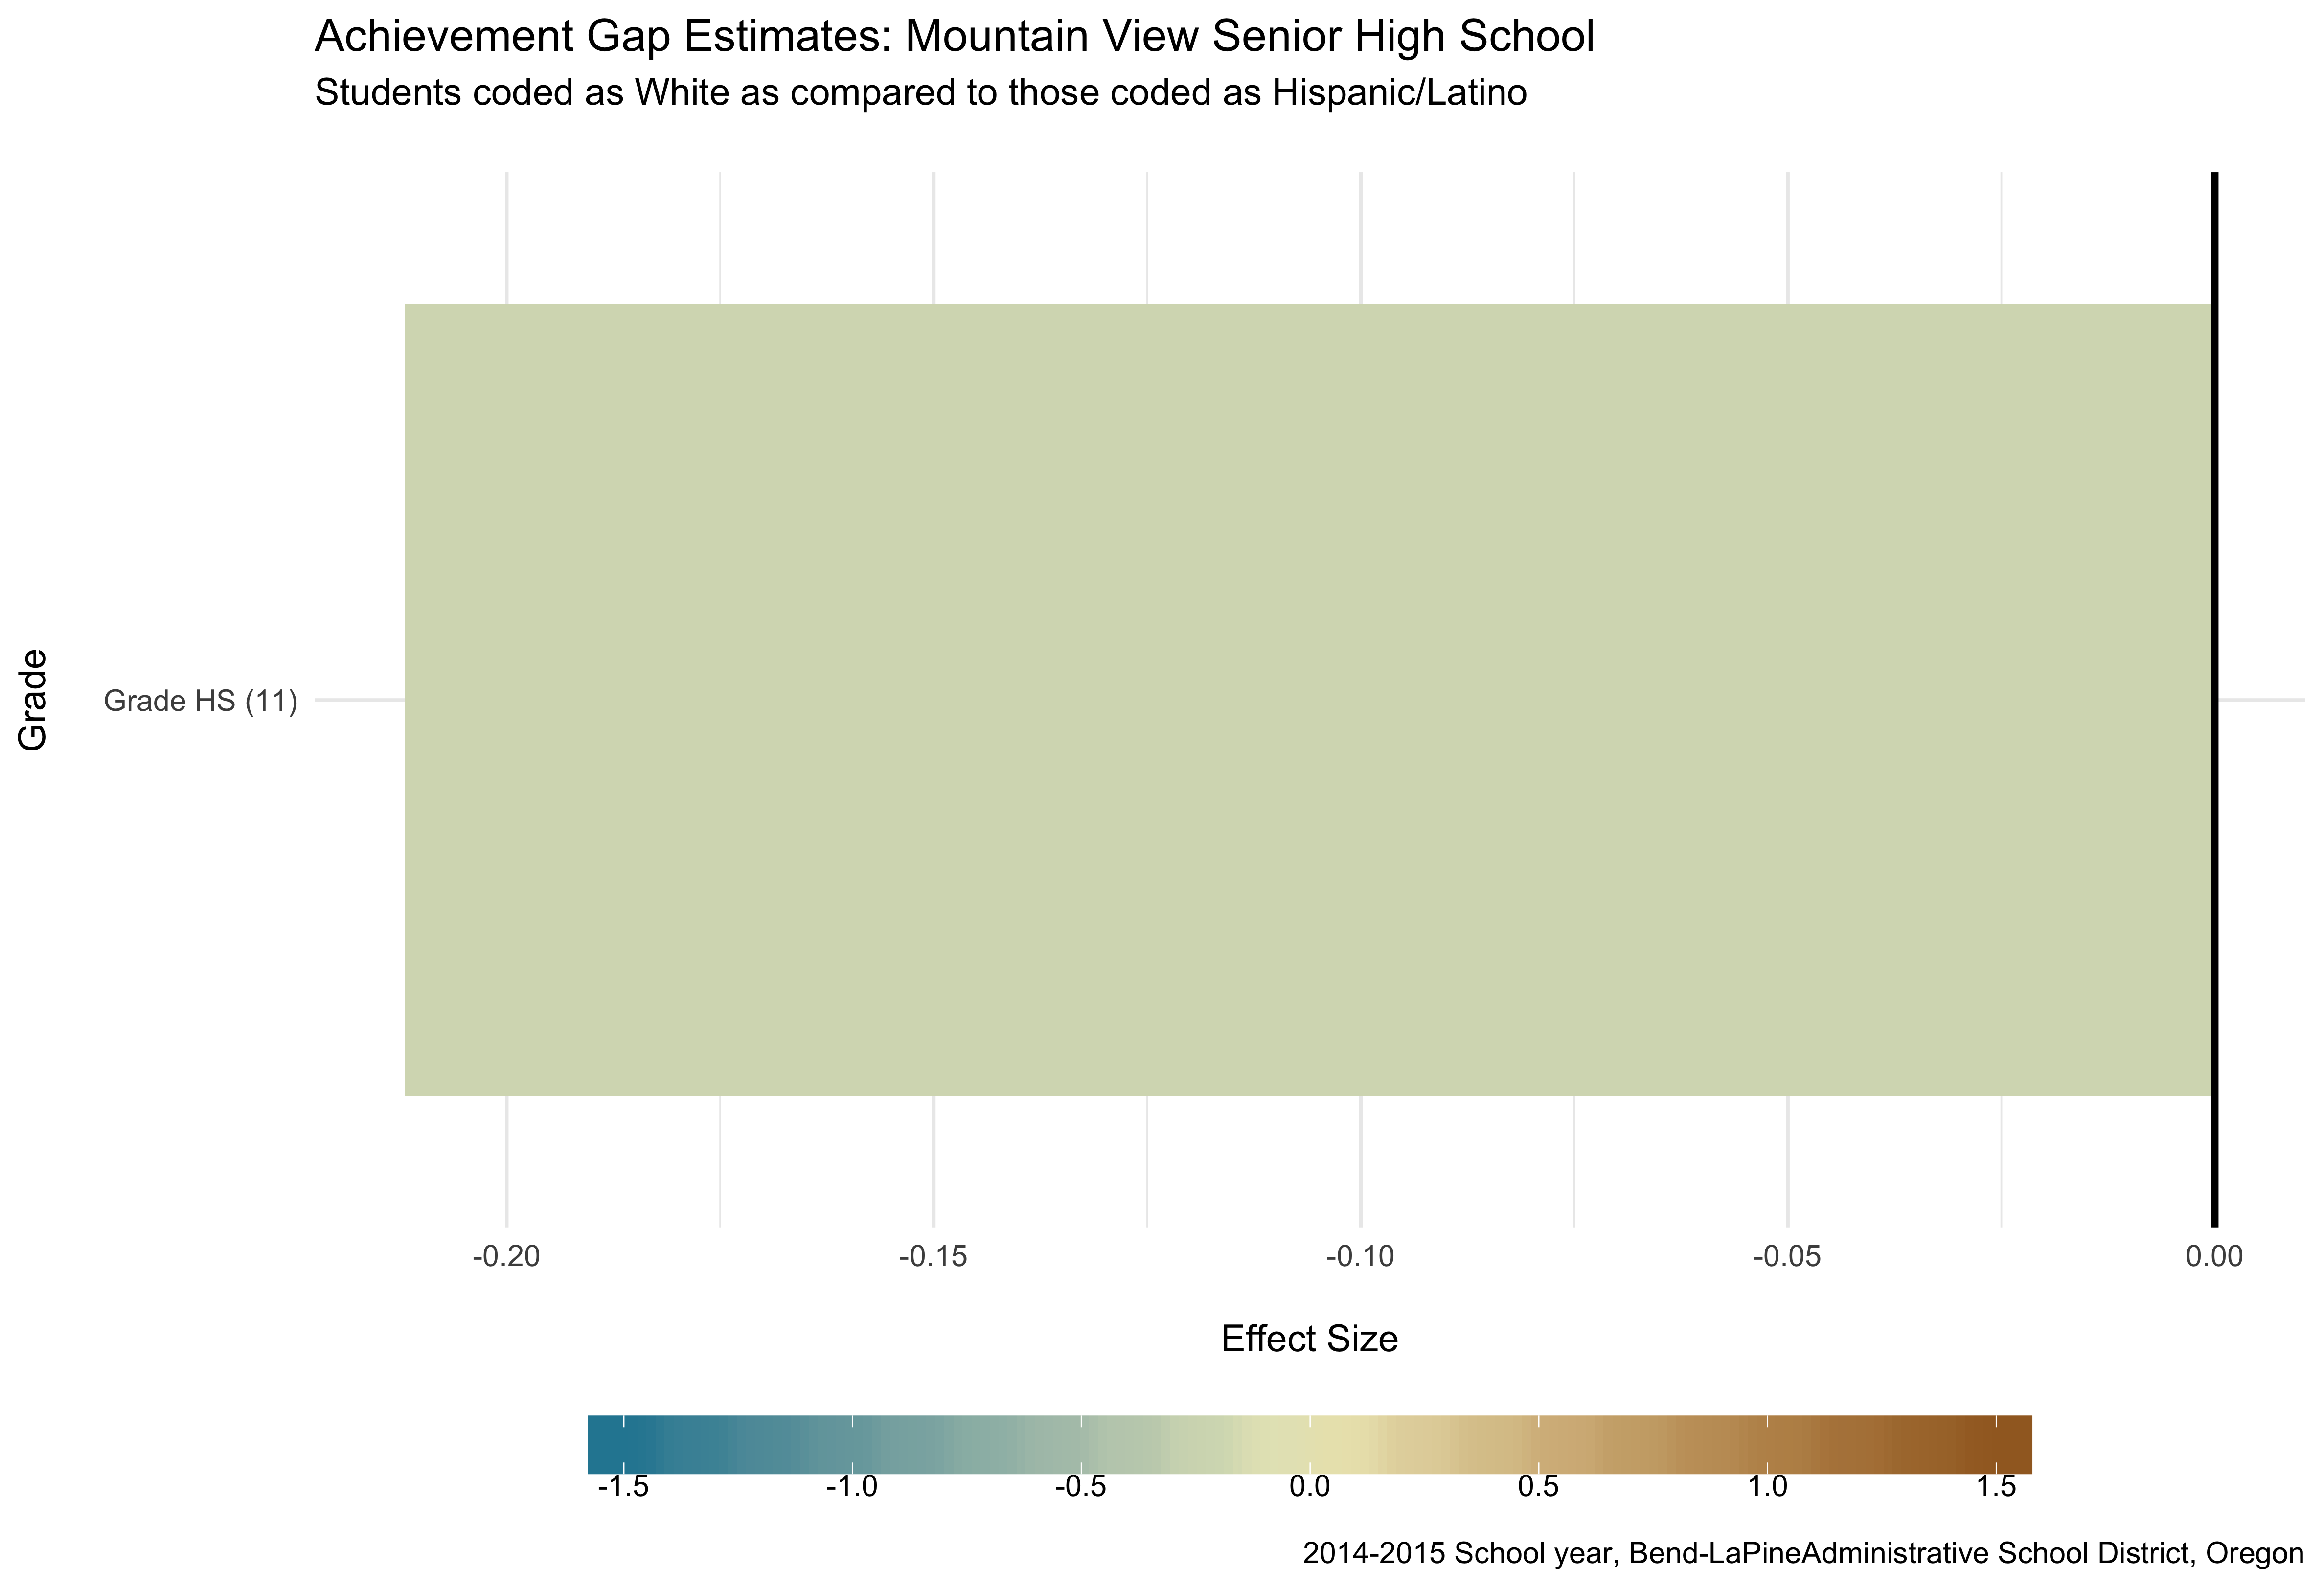 Achievement Gap Estimates: Mountain View Senior High School
Students coded as White as compared to those coded as Hispanic/Latino
Grade
Grade HS (11)
-0.20 -0.15 -0.10 -0.05 0.00
Effect Size
-1.5 -1.0 -0.5 0.0 0.5 1.0 1.5
2014-2015 School year, Bend-LaPineAdministrative School District, Oregon